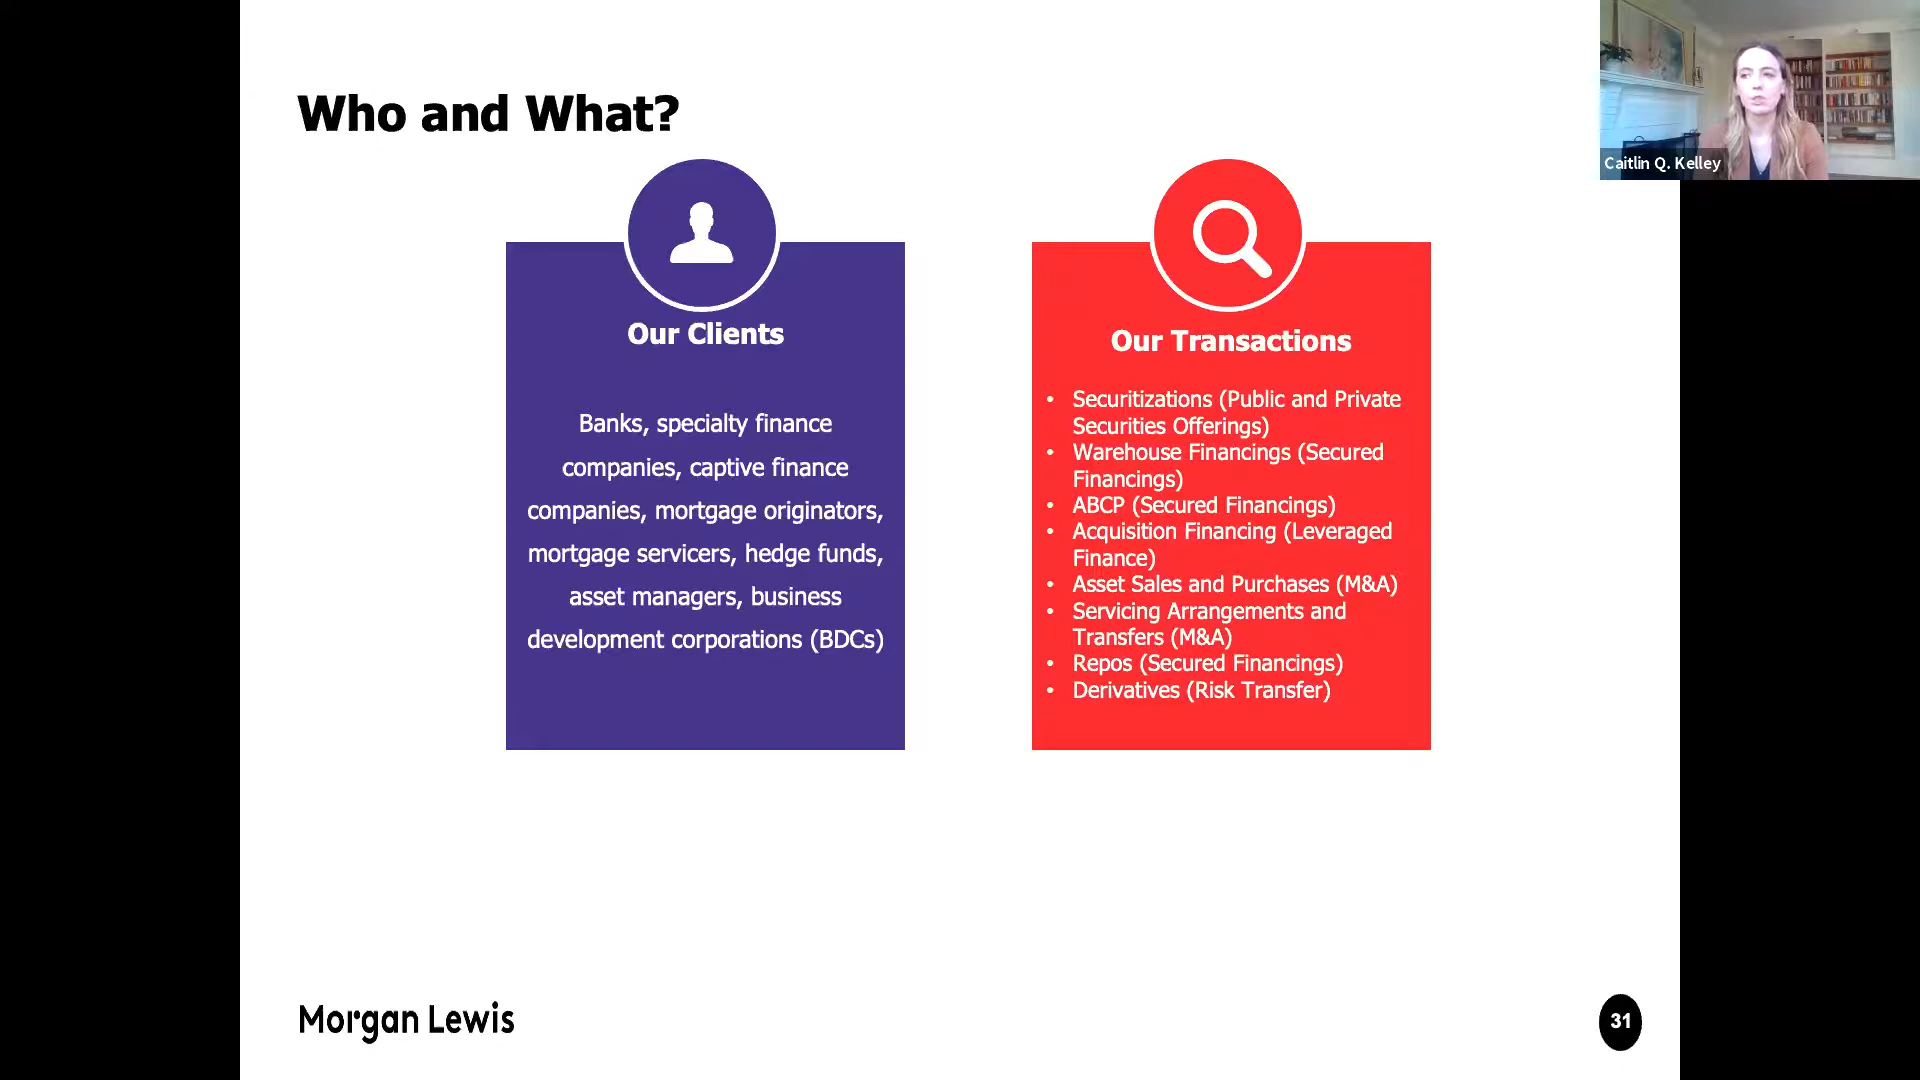 Who and What?
Caitlin Q. Kelley
Our Clients
Banks, specialty finance
companies, captive finance
companies, mortgage originators,
mortgage servicers, hedge funds,
asset managers, business
development corporations (BDCs)
Our Transactions
• Securitizations (Public and Private
Securities Offerings)
• Warehouse Financings (Secured
Financings)
• ABCP (Secured Financings)
• Acquisition Financing (Leveraged
Finance)
• Asset Sales and Purchases (M&A)
• Servicing Arrangements and
Transfers (M&A)
• Repos (Secured Financings)
• Derivatives (Risk Transfer)
Morgan Lewis
31